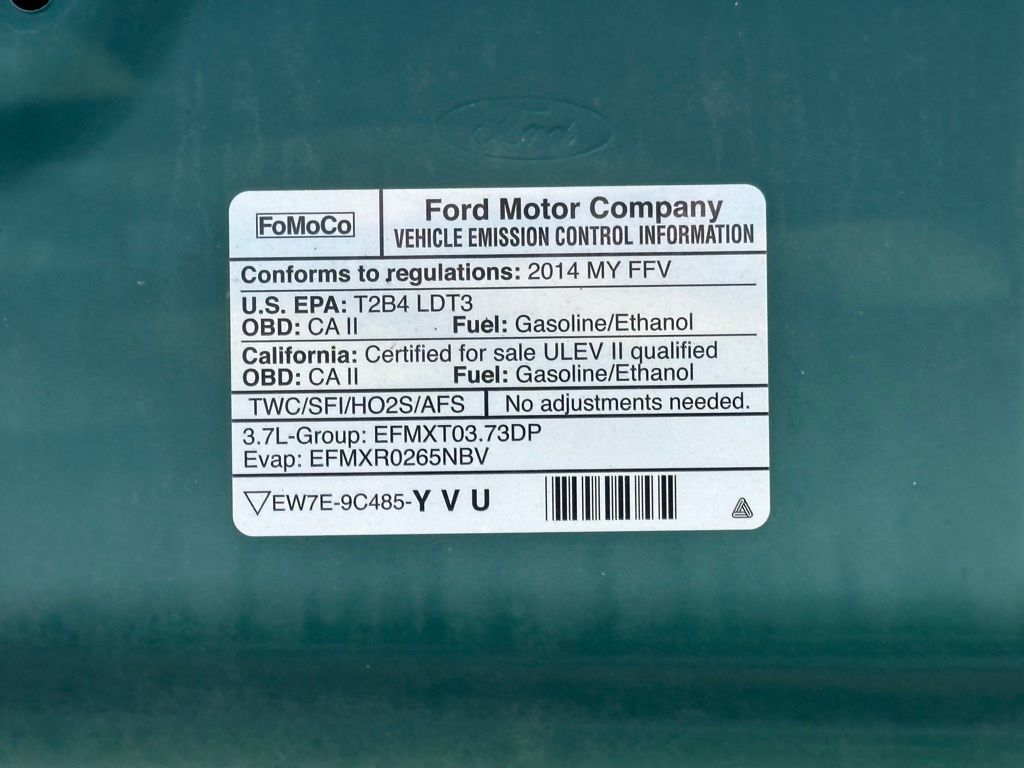 Ford
FoMoCo
Ford Motor Company
VEHICLE EMISSION CONTROL INFORMATION
Conforms to regulations: 2014 MY FFV
U.S. EPA: T2B4 LDT3
OBD: CA II Fuel: Gasoline/Ethanol
California: Certified for sale ULEV II qualified
OBD: CA II Fuel: Gasoline/Ethanol
TWC/SFI/HO2S/AFS No adjustments needed.
3.7L-Group: EFMXT03.73DP
Evap: EFMXR0265NBV
EW7E-9C485-Y V U